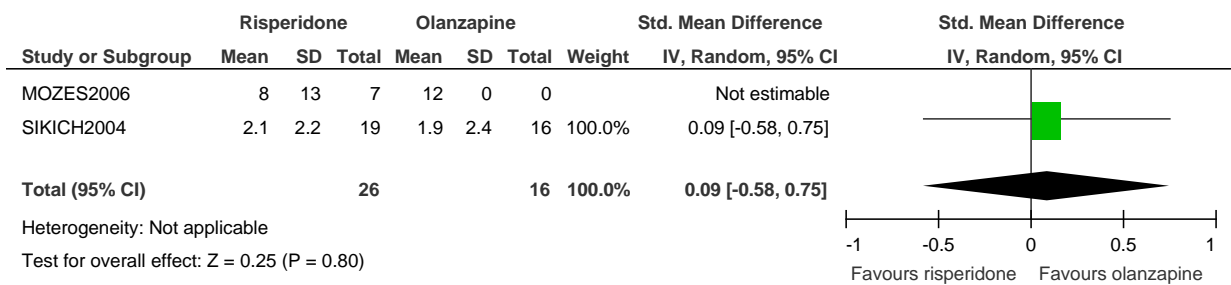 Risperidone Olanzapine Std. Mean Difference Std. Mean Difference
Study or Subgroup Mean SD Total Mean SD Total Weight IV, Random, 95% CI IV, Random, 95% CI
MOZES2006 8 13 7 12 0 0 Not estimable
SIKICH2004 2.1 2.2 19 1.9 2.4 16 100.0% 0.09 [-0.58, 0.75]
Total (95% CI) 26 16 100.0% 0.09 [-0.58, 0.75]
Heterogeneity: Not applicable
Test for overall effect: Z = 0.25 (P = 0.80)
-1 -0.5 0 0.5 1
Favours risperidone Favours olanzapine